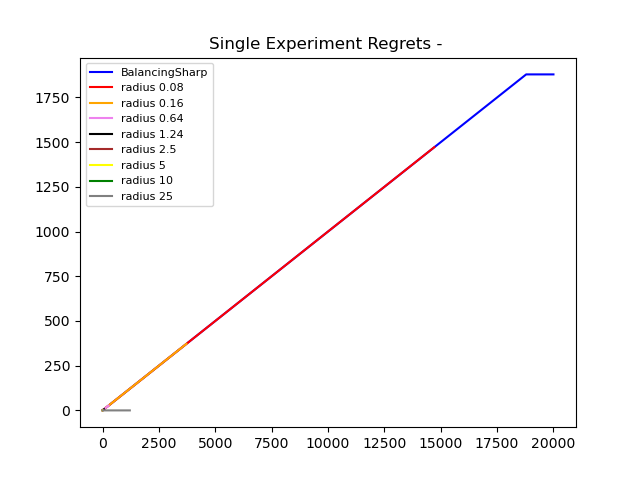 Single Experiment Regrets -
BalancingSharp
radius 0.08
radius 0.16
radius 0.64
radius 1.24
radius 2.5
radius 5
radius 10
radius 25
1750
1500
1250
1000
750
500
250
0
0 2500 5000 7500 10000 12500 15000 17500 20000